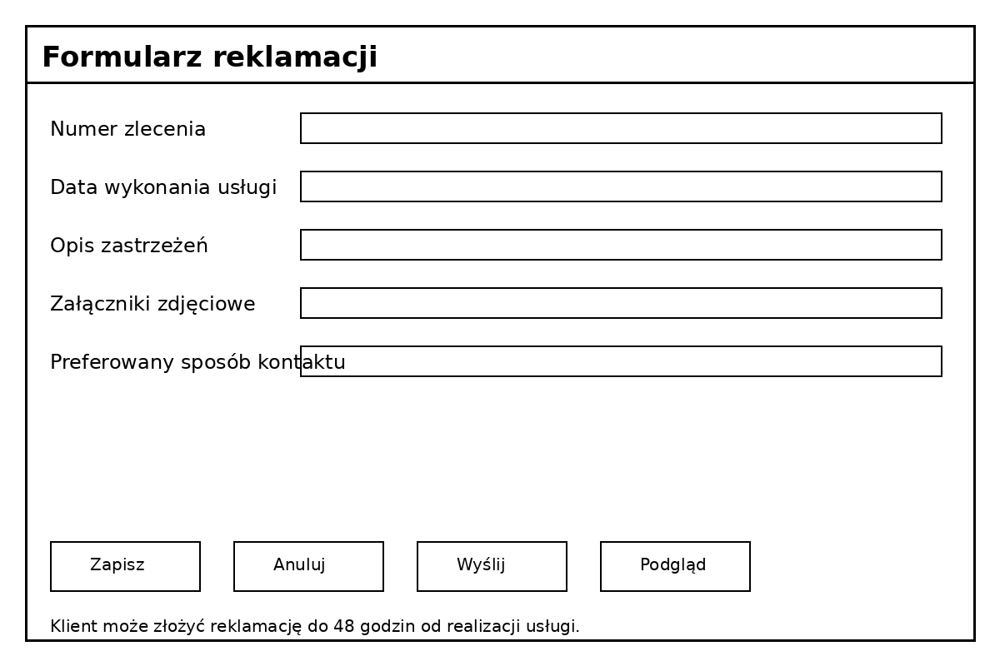 Formularz reklamacji
Numer zlecenia
Data wykonania usługi
Opis zastrzeżeń
Załączniki zdjęciowe
Preferowany sposób kontaktu
Zapisz Anuluj Wyślij Podgląd
Klient może złożyć reklamację do 48 godzin od realizacji usługi.